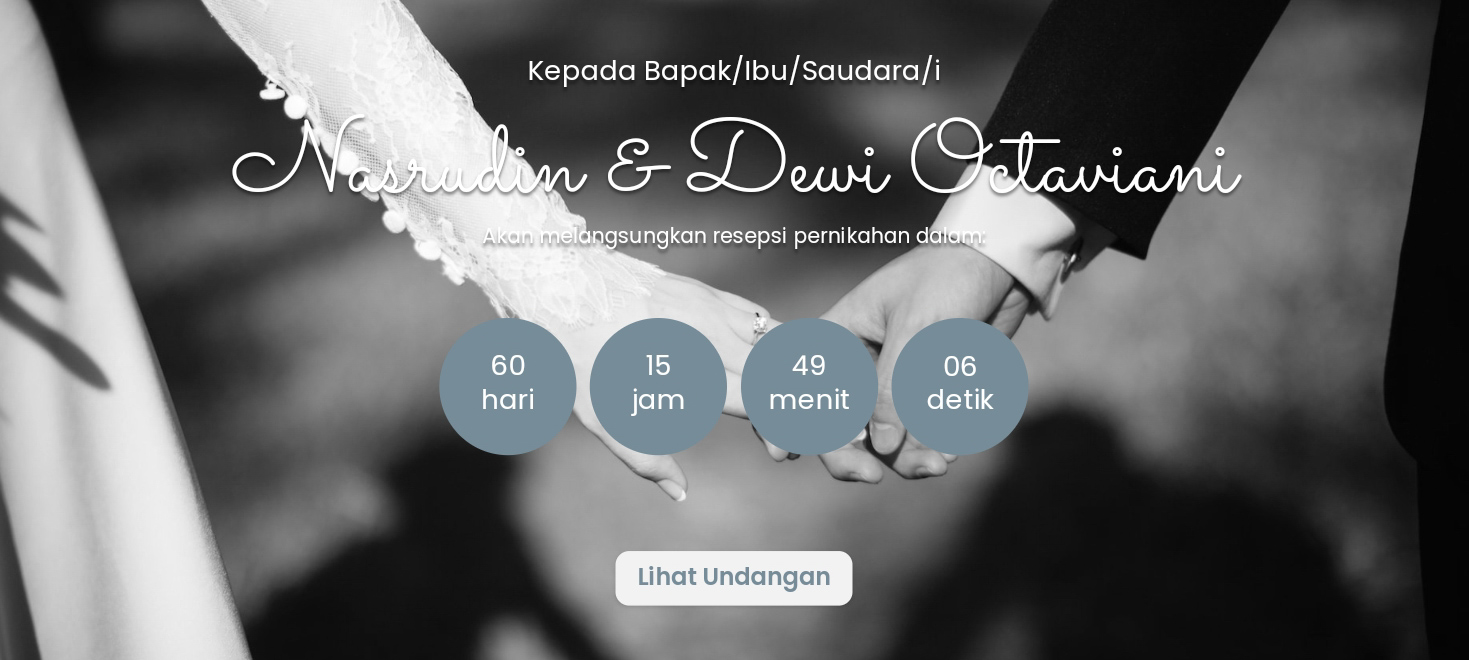 Kepada Bapak/Ibu/Saudara/i
Nasrudin & Dewi Octaviani
Akan melangsungkan resepsi pernikahan dalam:
60 15 49 06
hari jam menit detik
Lihat Undangan